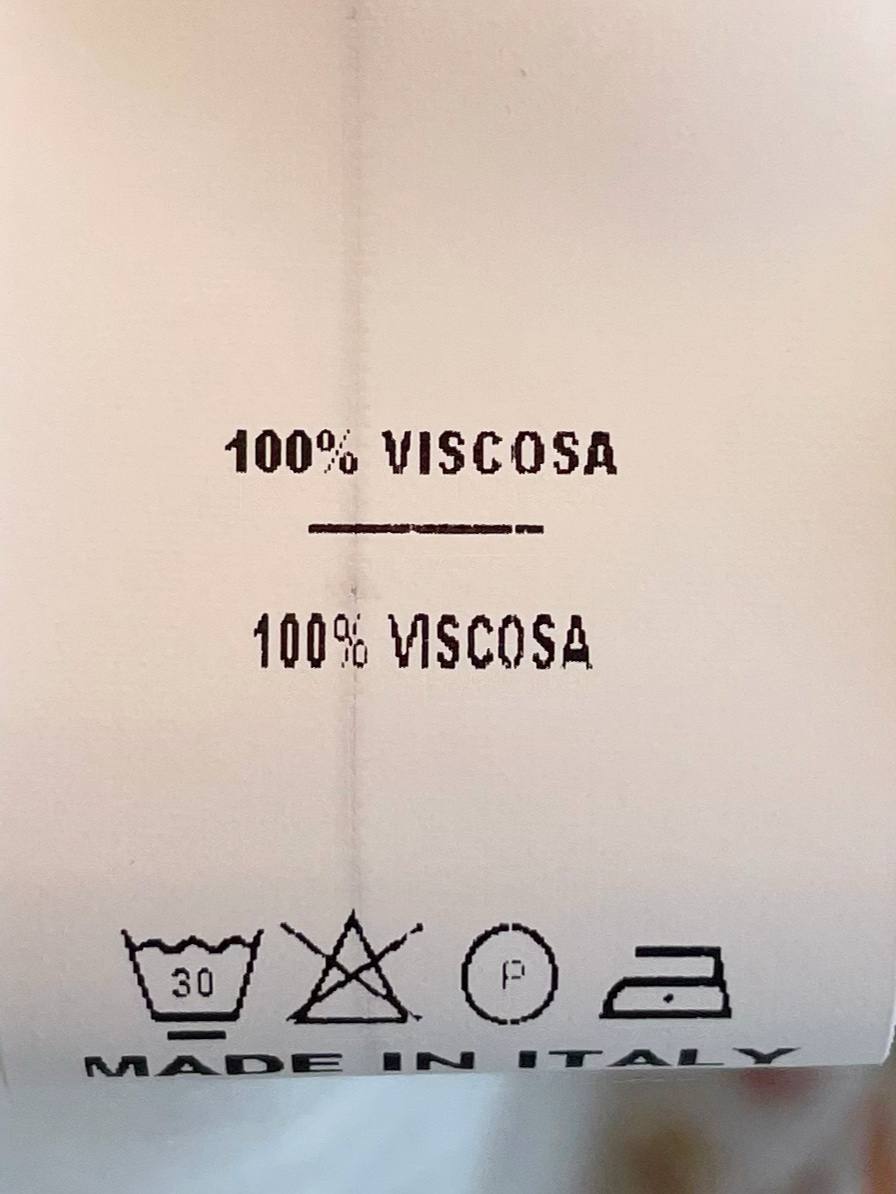 100% VISCOSA
100% VISCOSA
30 P
MADE IN ITALY